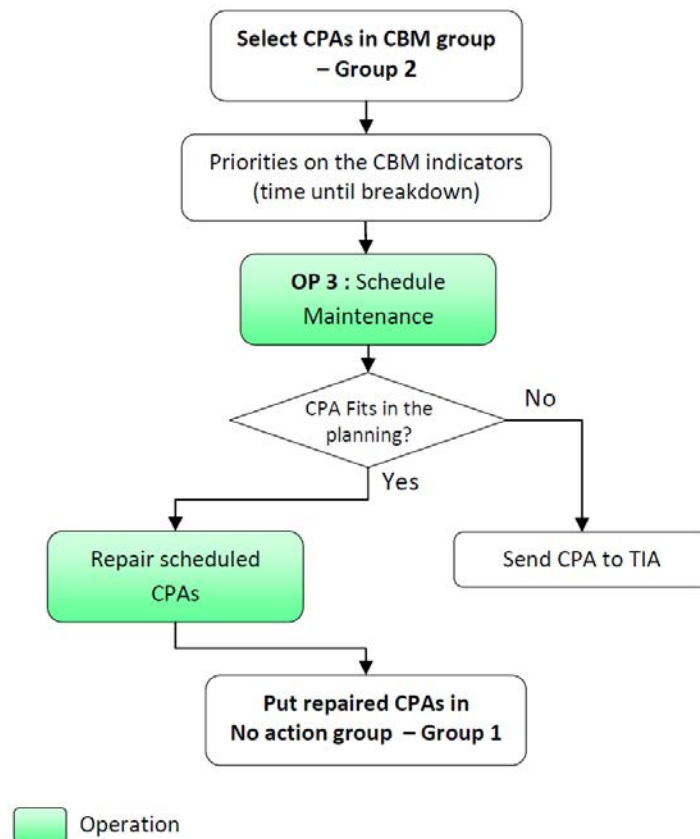 Select CPAs in CBM group
– Group 2
Priorities on the CBM indicators
(time until breakdown)
OP 3 : Schedule
Maintenance
CPA Fits in the
planning?
No
Yes
Repair scheduled
CPAs
Send CPA to TIA
Put repaired CPAs in
No action group – Group 1
Operation